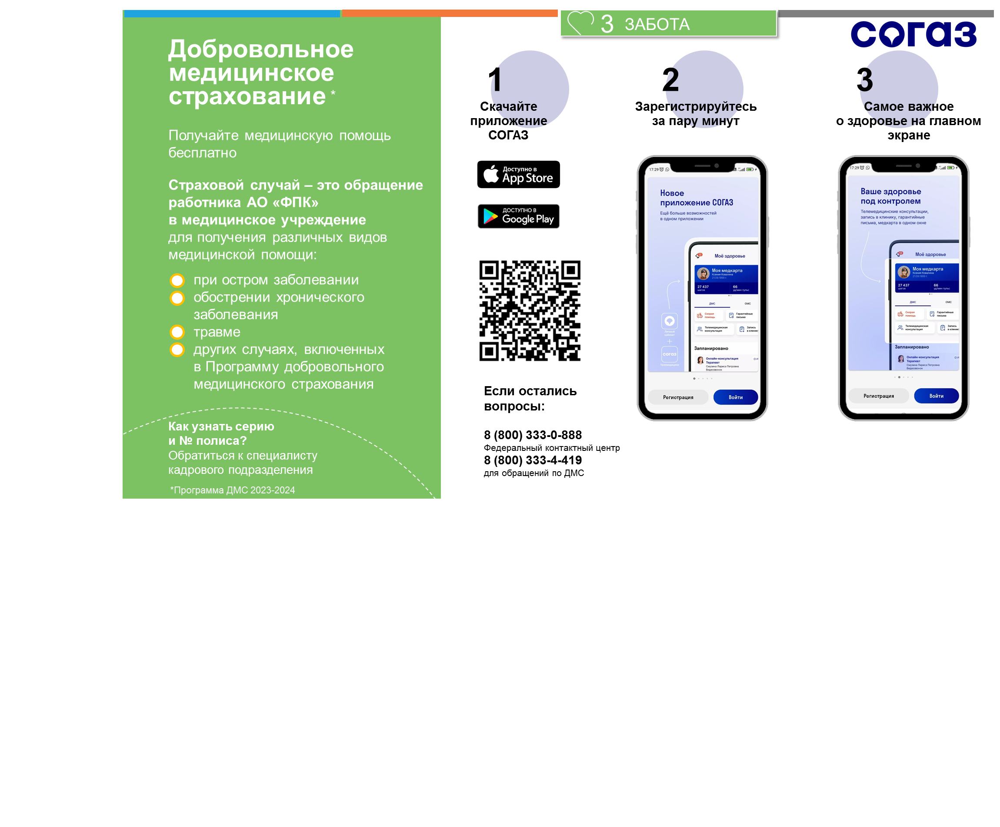 3 ЗАБОТА
согаз
Добровольное
медицинское
страхование *
Получайте медицинскую помощь
бесплатно
Страховой случай – это обращение
работника АО «ФПК»
в медицинское учреждение
для получения различных видов
медицинской помощи:
при остром заболевании
обострении хронического
заболевания
травме
других случаях, включенных
в Программу добровольного
медицинского страхования
Как узнать серию
и № полиса?
Обратиться к специалисту
кадрового подразделения
*Программа ДМС 2023-2024
1
Скачайте
приложение
СОГАЗ
Доступно в
App Store
ДОСТУПНО В
Google Play
Если остались
вопросы:
8 (800) 333-0-888
Федеральный контактный центр
8 (800) 333-4-419
для обращений по ДМС
2
Зарегистрируйтесь
за пару минут
17:29
Новое
приложение СОГАЗ
Ещё больше возможностей
в одном приложении
12
Моё здоровье
Моя медкарта
Ксения Ковалина
21.09.1999 г.
27 437
шагов
66
уд/мин пульс
ДМС
ОМС
Скорая
помощь
Гарантийные
письма
Телемедицинская
консультация
Запись
в клинику
Личный
кабинет
+
согаз
Телемедицина
Запланировано
Онлайн-консультация
Терапевт
Смузина Лариса Петровна
Видеозвонок
Регистрация
Войти
3
Самое важное
о здоровье на главном
экране
17:29
Ваше здоровье
под контролем
Телемедицинские консультации,
запись в клинику, гарантийные
письма, медкарта в одном окне
12
Моё здоровье
Моя медкарта
Ксения Ковалина
21.09.1999 г.
27 437
шагов
66
уд/мин пульс
ДМС
ОМС
Скорая
помощь
Гарантийные
письма
Телемедицинская
консультация
Запись
в клинику
Запланировано
Онлайн-консультация
Терапевт
Смузина Лариса Петровна
Видеозвонок
Регистрация
Войти